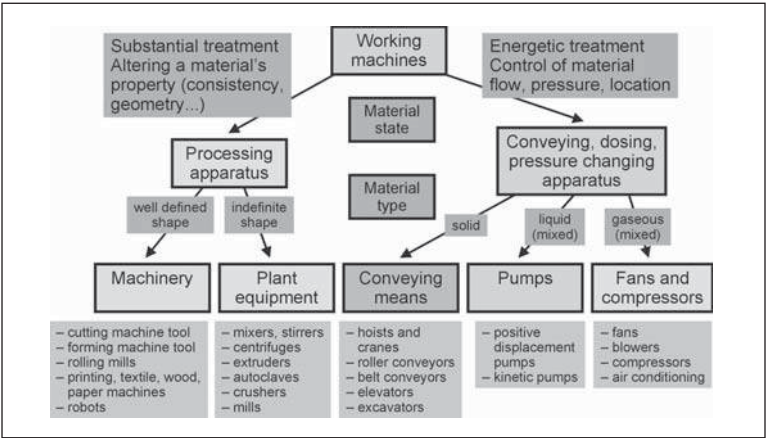 Working
machines
Substantial treatment
Altering a material's
property (consistency,
geometry...)
Energetic treatment
Control of material
flow, pressure, location
Material
state
Processing
apparatus
Conveying, dosing,
pressure changing
apparatus
Material
type
well defined
shape
indefinite
shape
solid
liquid
(mixed)
gaseous
(mixed)
Machinery
Plant
equipment
Conveying
means
Pumps
Fans and
compressors
– cutting machine tool
– forming machine tool
– rolling mills
– printing, textile, wood,
paper machines
– robots
– mixers, stirrers
– centrifuges
– extruders
– autoclaves
– crushers
– mills
– hoists and
cranes
– roller conveyors
– belt conveyors
– elevators
– excavators
– positive
displacement
pumps
– kinetic pumps
– fans
– blowers
– compressors
– air conditioning